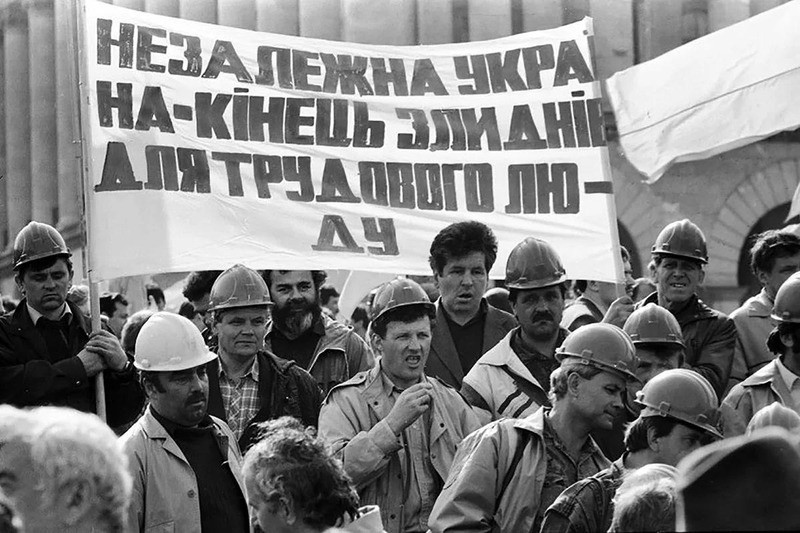 НЕЗАЛЕЖНА УКРА
НА-КІНЕЦЬ ЗЛИДНІВ
ДЛЯ ТРУДОВОГО ЛЮ-
ДУ